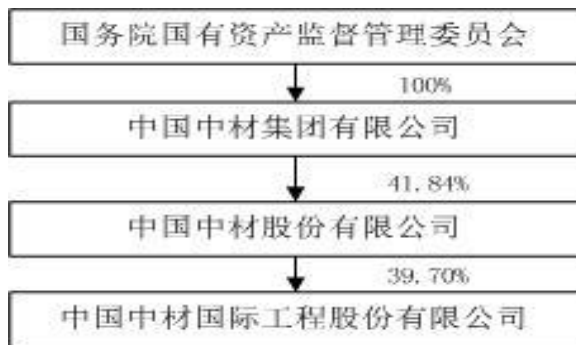 国务院国有资产监督管理委员会
100%
中国中材集团有限公司
41.84%
中国中材股份有限公司
39.70%
中国中材国际工程股份有限公司